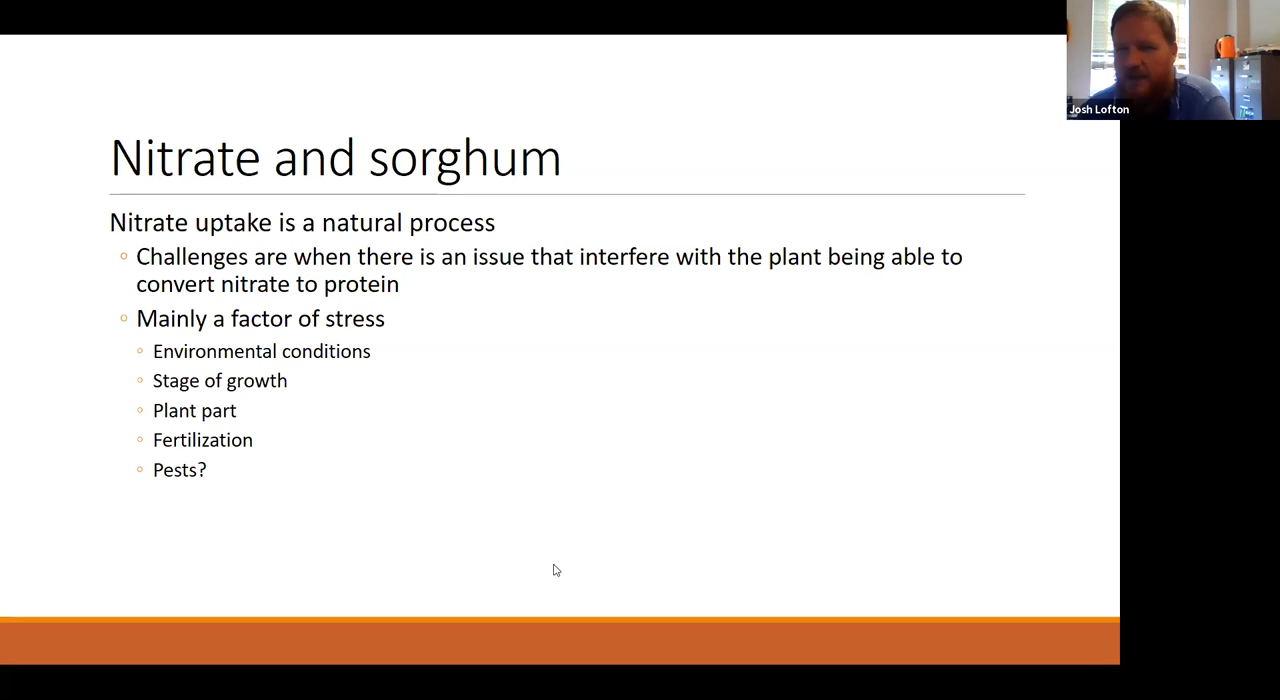 Josh Lofton
Nitrate and sorghum
Nitrate uptake is a natural process
◦ Challenges are when there is an issue that interfere with the plant being able to
convert nitrate to protein
◦ Mainly a factor of stress
◦ Environmental conditions
◦ Stage of growth
◦ Plant part
◦ Fertilization
◦ Pests?